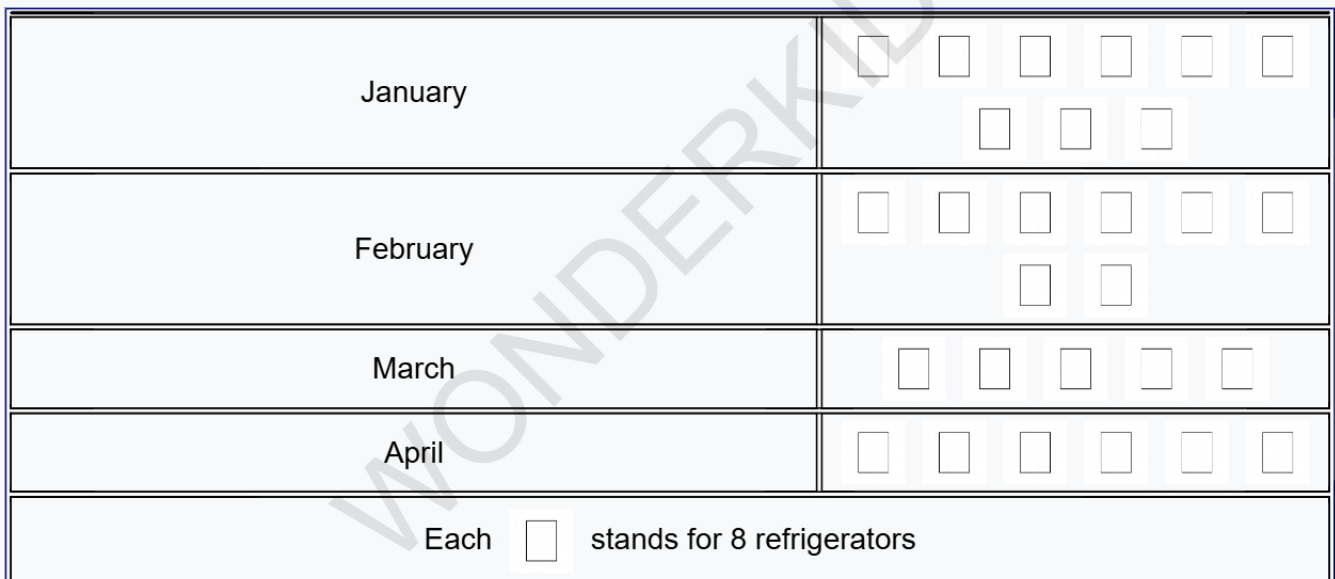 January
February
March
April
Each stands for 8 refrigerators
WONDERKID